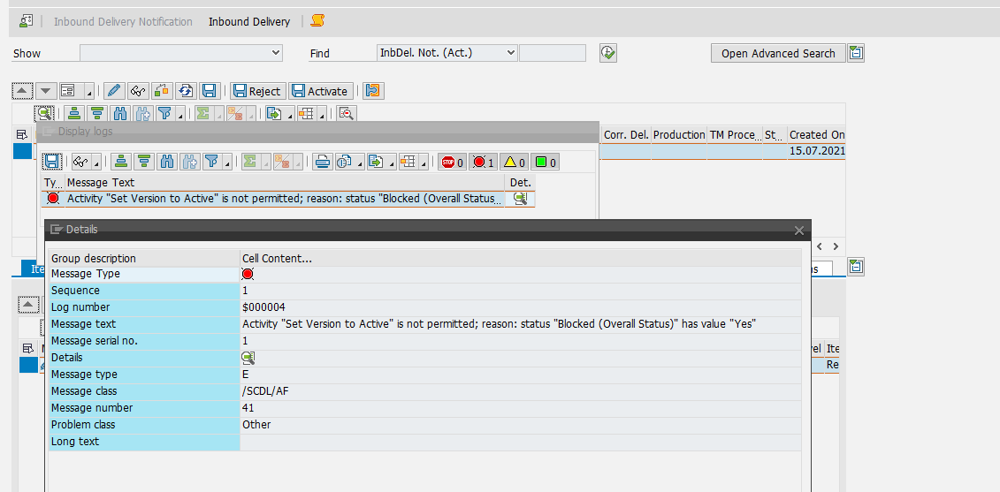 Inbound Delivery Notification Inbound Delivery
Show Find InbDel. Not. (Act.) Open Advanced Search
Reject Activate
Display logs
Corr. Del. Production TM Proce... St... Created On
15.07.2021
STOP 0 1 0 0
Ty... Message Text Det.
Activity "Set Version to Active" is not permitted; reason: status "Blocked (Overall Status...
Details
Group description Cell Content...
Message Type
Sequence 1
Log number $000004
Message text Activity "Set Version to Active" is not permitted; reason: status "Blocked (Overall Status)" has value "Yes"
Message serial no. 1
Details
Message type E
Message class /SCDL/AF
Message number 41
Problem class Other
Long text